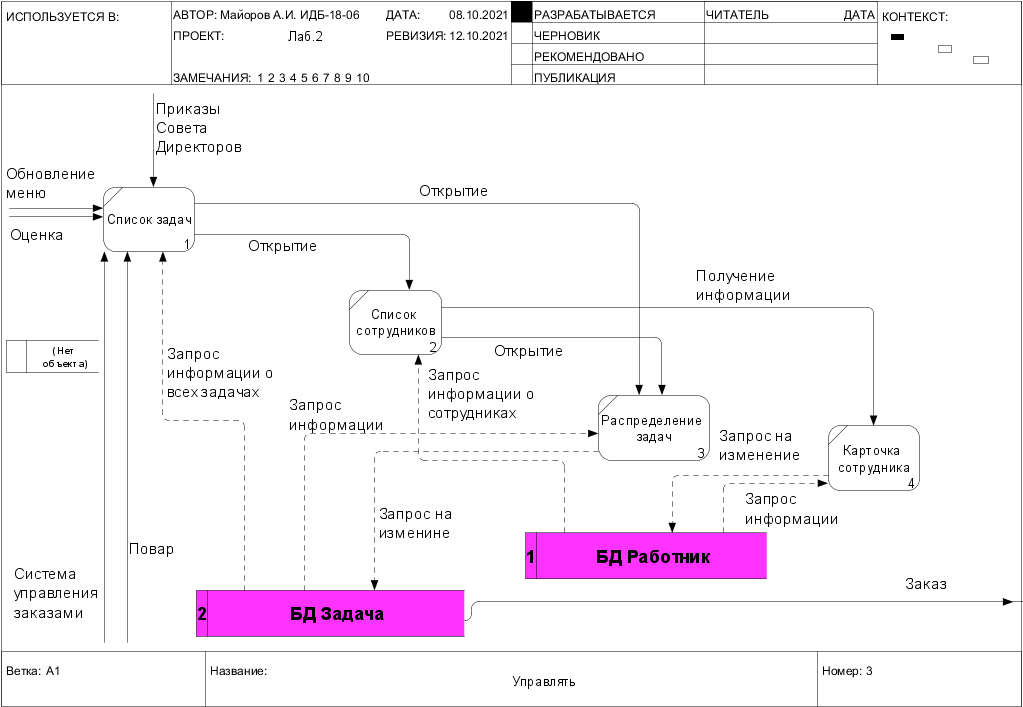 ИСПОЛЬЗУЕТСЯ В:
АВТОР: Майоров А.И. ИДБ-18-06
ДАТА: 08.10.2021
ПРОЕКТ: Лаб.2
РЕВИЗИЯ: 12.10.2021
ЗАМЕЧАНИЯ: 1 2 3 4 5 6 7 8 9 10
РАЗРАБАТЫВАЕТСЯ
ЧЕРНОВИК
РЕКОМЕНДОВАНО
ПУБЛИКАЦИЯ
ЧИТАТЕЛЬ ДАТА
КОНТЕКСТ:
Приказы
Совета
Директоров
Обновление
меню
Оценка
Список задач
1
Открытие
Открытие
Список
сотрудников
2
Получение
информации
Открытие
(Нет
объекта)
Запрос
информации о
всех задачах
Запрос
информации
Запрос
информации о
сотрудниках
Распределение
задач
3
Запрос на
изменение
Карточка
сотрудника
4
Запрос
информации
Запрос на
изменине
Повар
Система
управления
заказами
1 БД Работник
2 БД Задача
Заказ
Ветка: А1
Название:
Управлять
Номер: 3